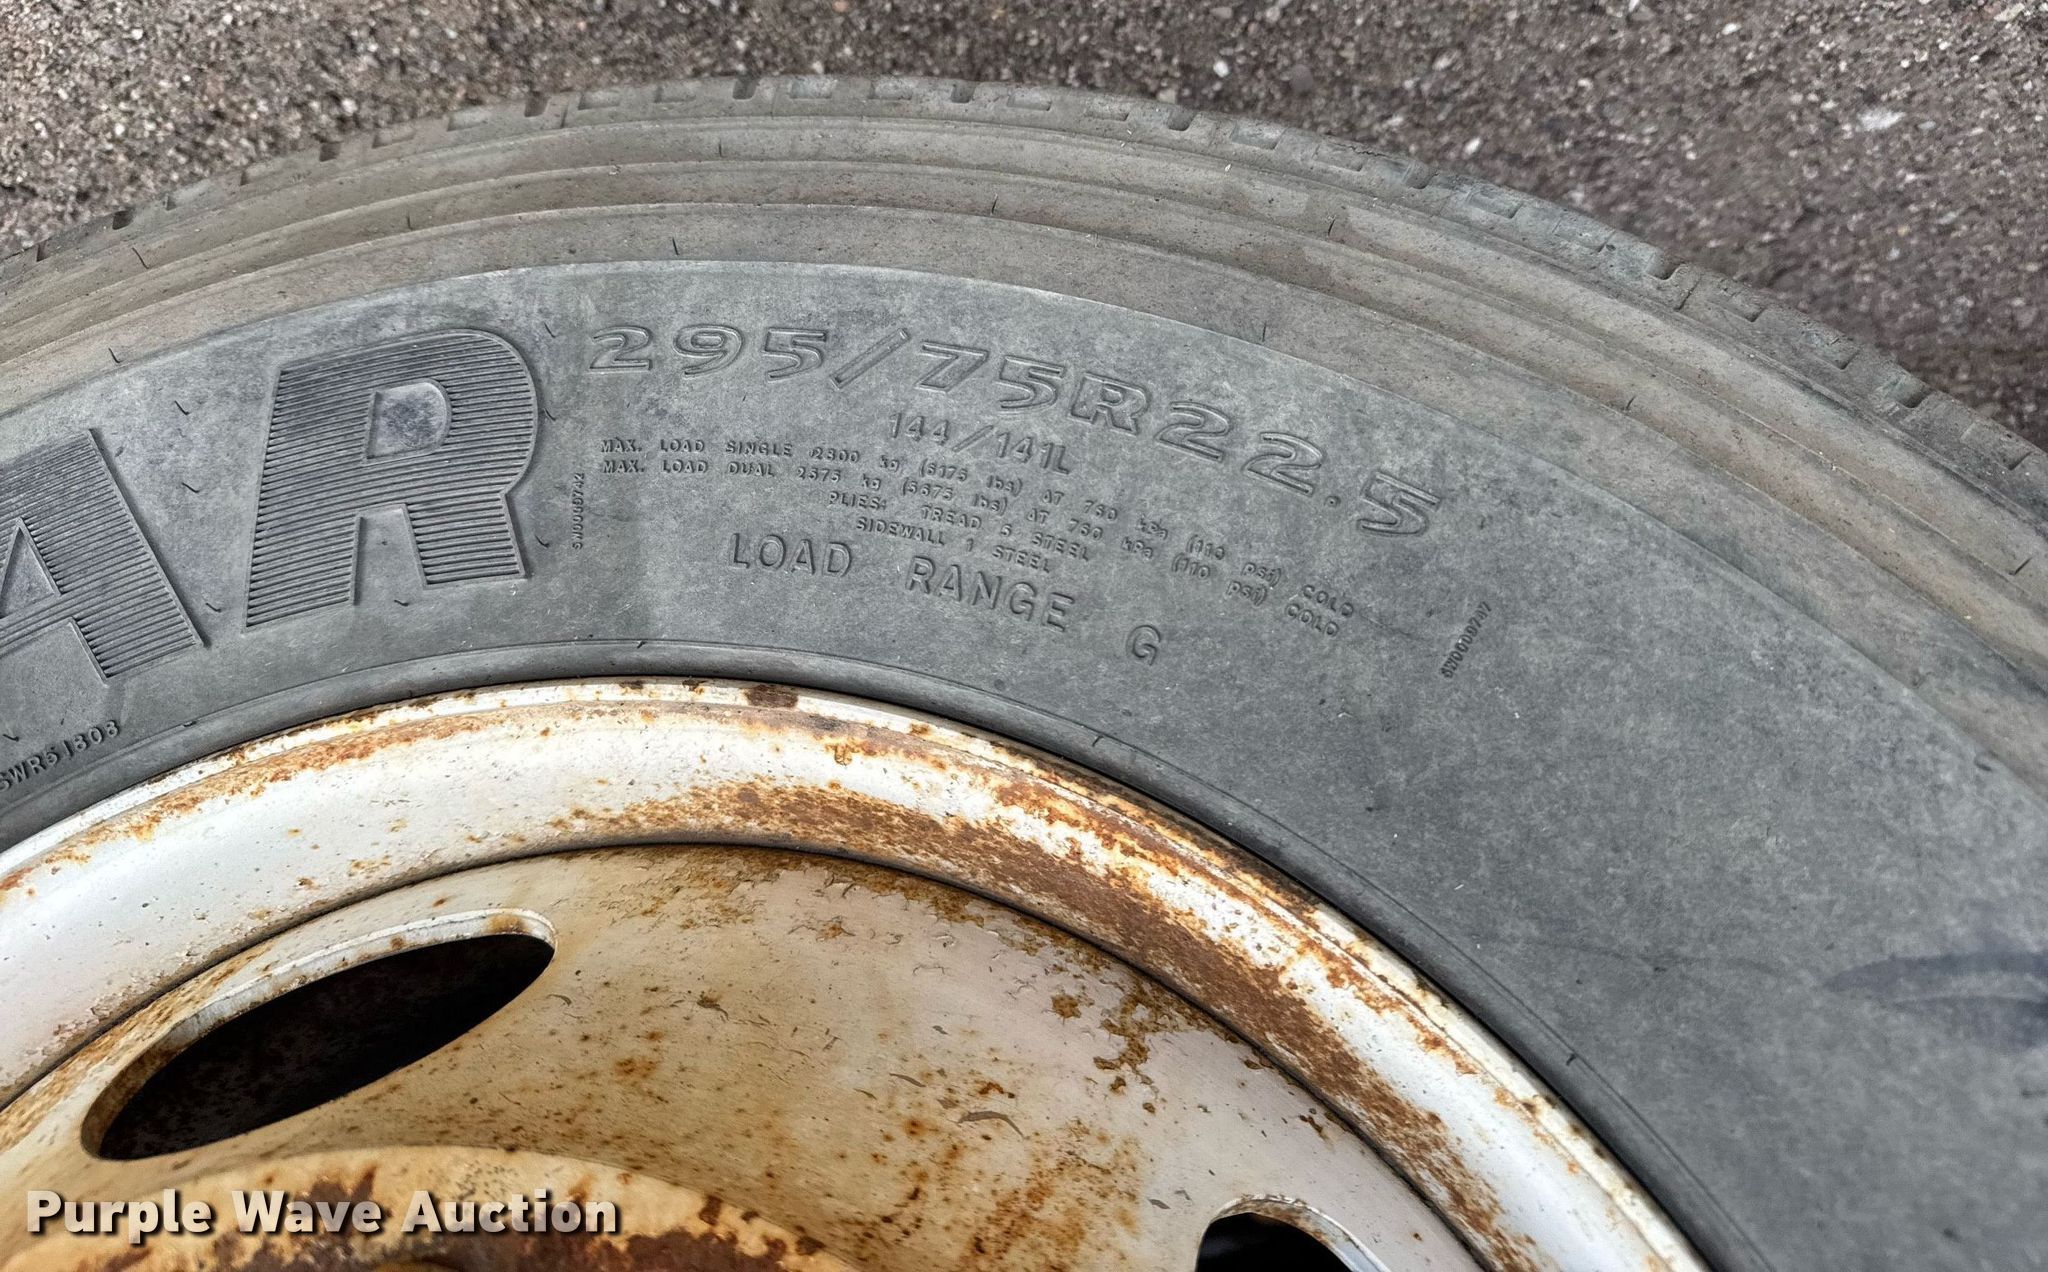 AR
295/75R22.5
144/141L
MAX. LOAD SINGLE 2800 kg (6175 lbs) AT 760 kPa (110 psi) COLD
MAX. LOAD DUAL 2575 kg (5675 lbs) AT 760 kPa (110 psi) COLD
PLIES: TREAD 5 STEEL
SIDEWALL 1 STEEL
LOAD RANGE G
Purple Wave Auction